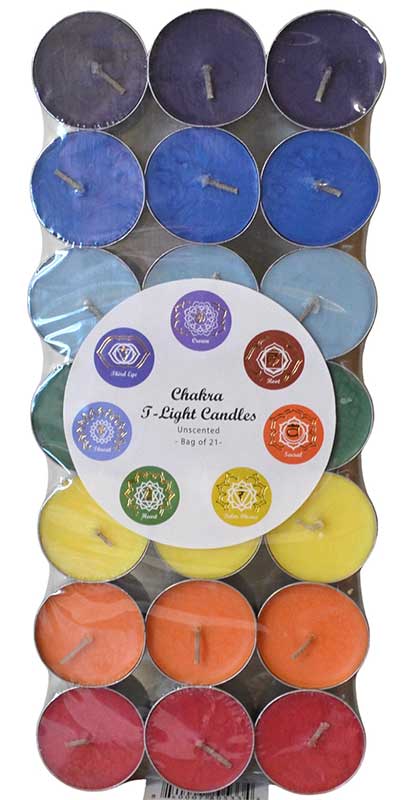 Crown
Third Eye
Root
Chakra
T-Light Candles
Unscented
- Bag of 21-
Throat
Sacral
Heart
Solar Plexus